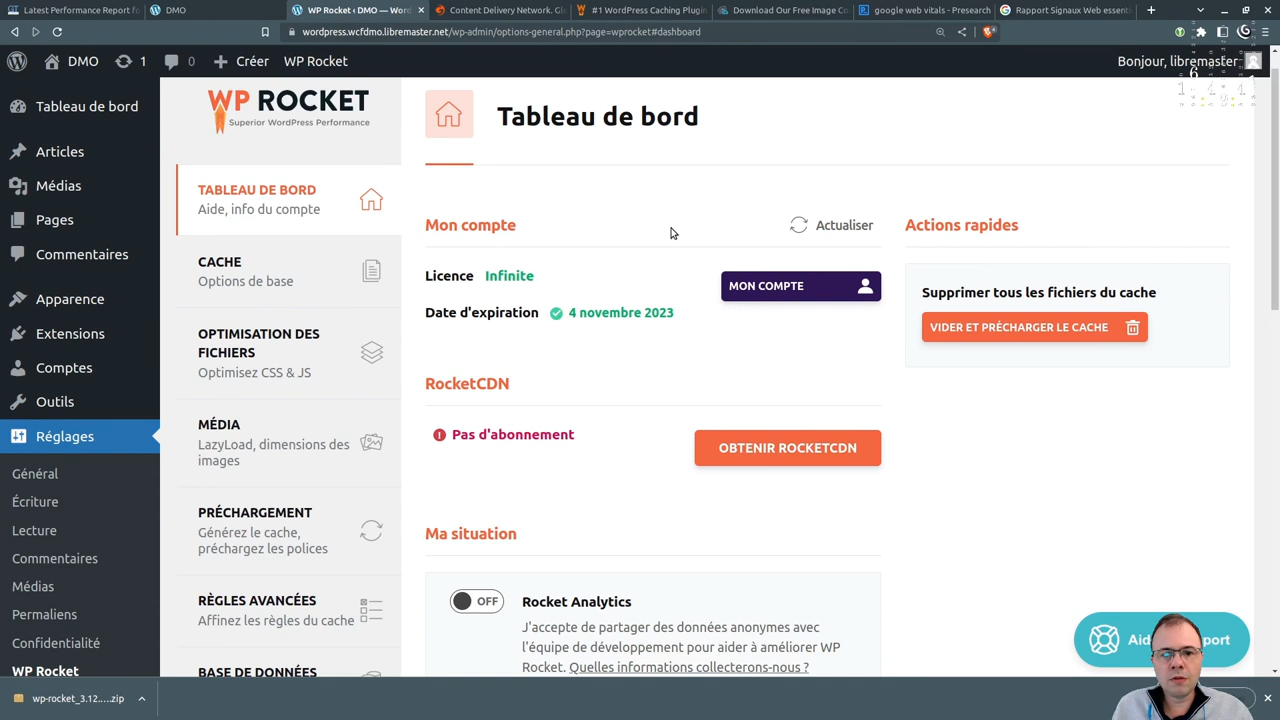 Latest Performance Report fo
DMO
WP Rocket ‹ DMO — Wor
Content Delivery Network. Gl
#1 WordPress Caching Plugin
Download Our Free Image Co
google web vitals - Presearch
Rapport Signaux Web essenti
wordpress.wcfdmo.libremaster.net/wp-admin/options-general.php?page=wprocket#dashboard
DMO
1
0
Créer
WP Rocket
Bonjour, libremaster
Tableau de bord
Articles
Médias
Pages
Commentaires
Apparence
Extensions
Comptes
Outils
Réglages
Général
Écriture
Lecture
Commentaires
Médias
Permaliens
Confidentialité
WP Rocket
WP ROCKET
Superior WordPress Performance
TABLEAU DE BORD
Aide, info du compte
CACHE
Options de base
OPTIMISATION DES
FICHIERS
Optimisez CSS & JS
MÉDIA
LazyLoad, dimensions des
images
PRÉCHARGEMENT
Générez le cache,
préchargez les polices
RÈGLES AVANCÉES
Affinez les règles du cache
BASE DE DONNÉES
Tableau de bord
Mon compte
Actualiser
Licence Infinite
MON COMPTE
Date d'expiration 4 novembre 2023
RocketCDN
Pas d'abonnement
OBTENIR ROCKETCDN
Ma situation
OFF
Rocket Analytics
J'accepte de partager des données anonymes avec
l'équipe de développement pour aider à améliorer WP
Rocket. Quelles informations collecterons-nous ?
Actions rapides
Supprimer tous les fichiers du cache
VIDER ET PRÉCHARGER LE CACHE
wp-rocket_3.12....zip